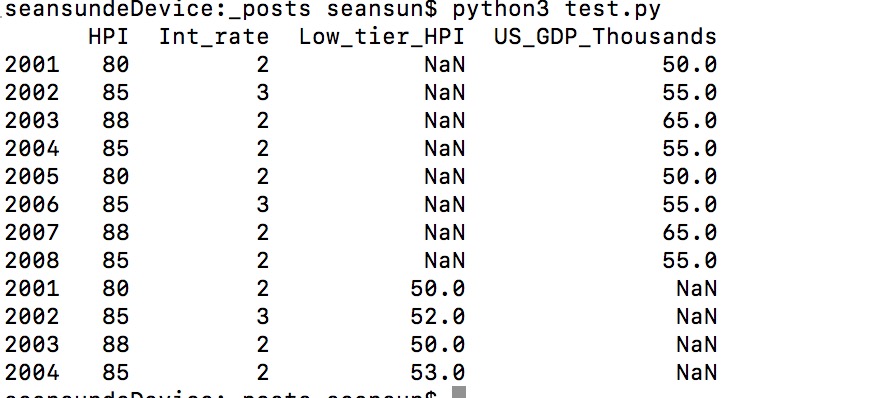 seansundeDevice:_posts seansun$ python3 test.py
HPI Int_rate Low_tier_HPI US_GDP_Thousands
2001 80 2 NaN 50.0
2002 85 3 NaN 55.0
2003 88 2 NaN 65.0
2004 85 2 NaN 55.0
2005 80 2 NaN 50.0
2006 85 3 NaN 55.0
2007 88 2 NaN 65.0
2008 85 2 NaN 55.0
2001 80 2 50.0 NaN
2002 85 3 52.0 NaN
2003 88 2 50.0 NaN
2004 85 2 53.0 NaN
seansundeDevice:_posts seansun$